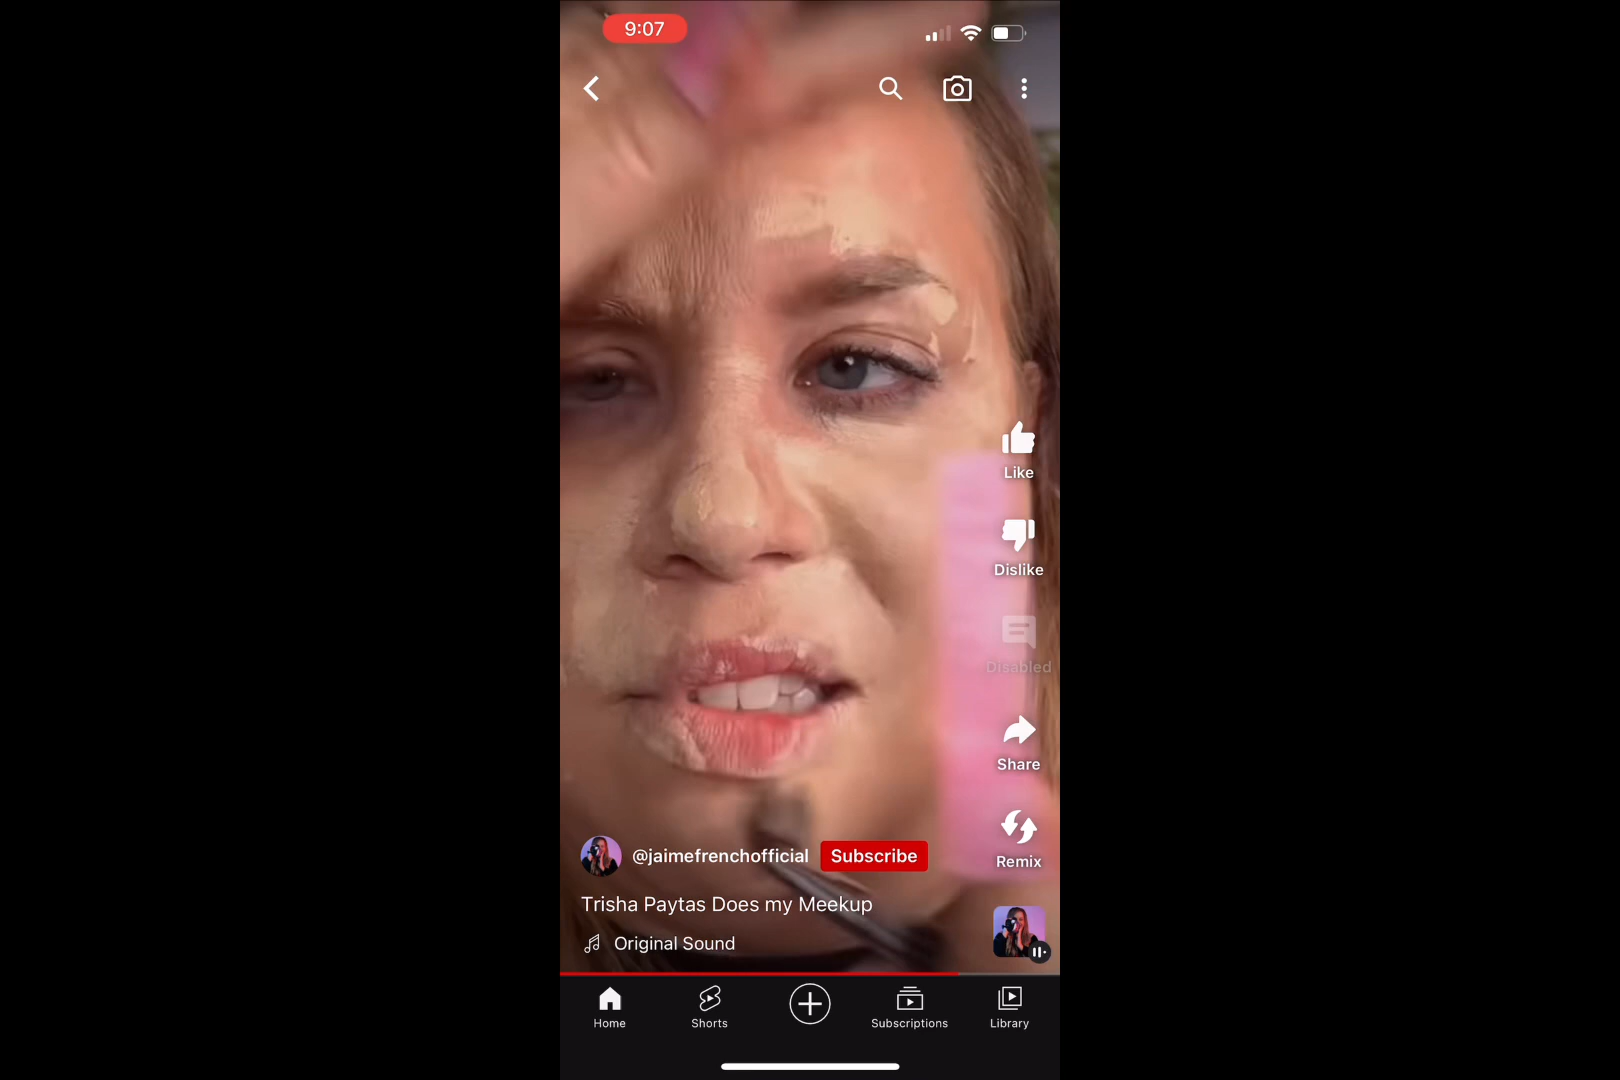 9:07
Like
Dislike
Disabled
Share
Remix
@jaimefrenchofficial Subscribe
Trisha Paytas Does my Meekup
Original Sound
Home Shorts Subscriptions Library